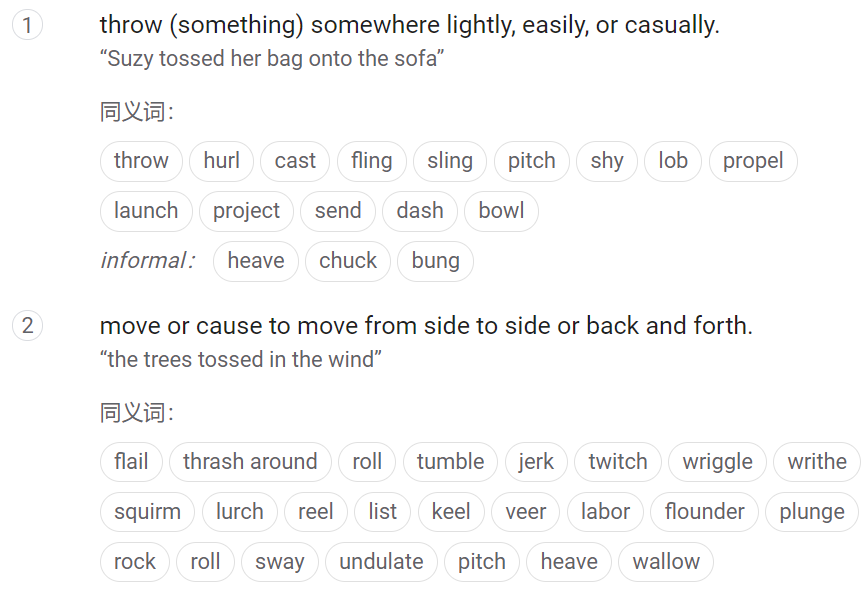 1 throw (something) somewhere lightly, easily, or casually.
“Suzy tossed her bag onto the sofa”
同义词：
throw hurl cast fling sling pitch shy lob propel
launch project send dash bowl
informal： heave chuck bung
2 move or cause to move from side to side or back and forth.
“the trees tossed in the wind”
同义词：
flail thrash around roll tumble jerk twitch wriggle writhe
squirm lurch reel list keel veer labor flounder plunge
rock roll sway undulate pitch heave wallow